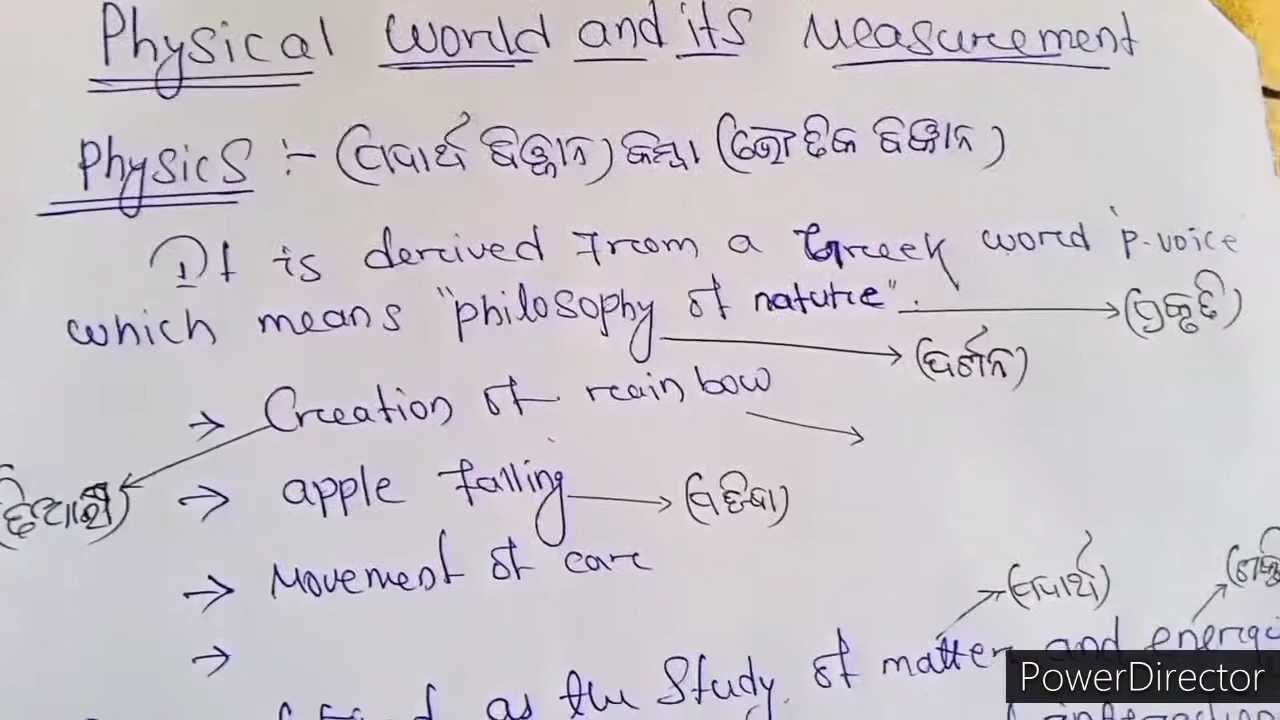 Physical world and its Measurement
Physics :- (ପଦାର୍ଥ ବିଜ୍ଞାନ) କିମ୍ବା (ଭୌତିକ ବିଜ୍ଞାନ)
It is derived from a Greek word p.voice
which means "philosophy of nature". → (ପ୍ରକୃତି)
→ (ଦର୍ଶନ)
→ Creation of rainbow →
→ apple falling → (ପଡିବା)
→ Movement of car
→ (ପଦାର୍ଥ)
→
as the Study of matter and
PowerDirector